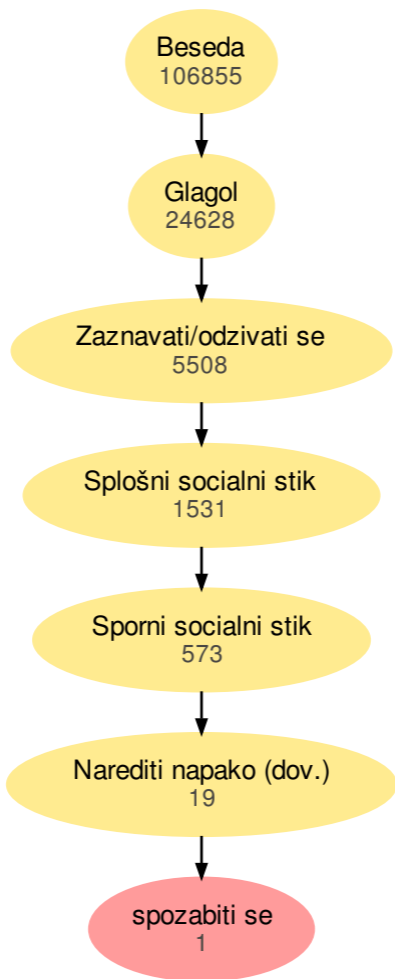 Beseda
106855
Glagol
24628
Zaznavati/odzivati se
5508
Splošni socialni stik
1531
Sporni socialni stik
573
Narediti napako (dov.)
19
spozabiti se
1